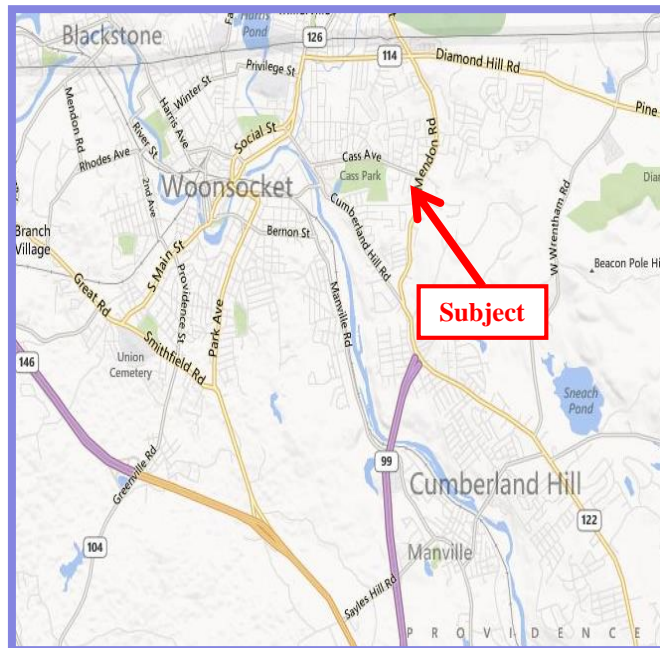 Blackstone
Harris
Pond
126
114
Diamond Hill Rd
Privilege St
Winter St
Pine
Mendon Rd
Harris Ave
River St
Social St
Rhodes Ave
2nd Ave
Cass Ave
Cass Park
Mendon Rd
Woonsocket
W Wrentham Rd
Cumberland Hill Rd
Branch
Village
S Main St
Bernon St
Beacon Pole Hi
Providence St
Manville Rd
Great Rd
Park Ave
Subject
Smithfield Rd
Union
Cemetery
146
Sneach
Pond
Greenville Rd
99
Cumberland Hill
122
104
Manville
Sayles Hill Rd
PROVIDENCE